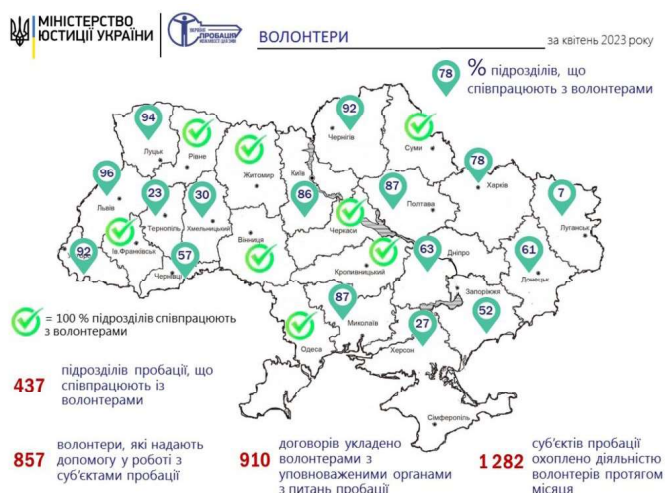 МІНІСТЕРСТВО
ЮСТИЦІЇ УКРАЇНИ
ПРОБАЦІЯ
ВОЛОНТЕРИ
за квітень 2023 року
78
% підрозділів, що
співпрацюють з волонтерами
94
Луцьк
Рівне
Житомир
Київ
92
Чернігів
Суми
96
Львів
23
Тернопіль
30
Хмельницький
86
87
Полтава
78
Харків
7
Луганськ
92
Ів.Франківськ
57
Чернівці
Вінниця
Черкаси
Кропивницький
63
Дніпро
61
Донецьк
Запоріжжя
52
87
Миколаїв
27
Херсон
Одеса
Сімферопіль
= 100 % підрозділів співпрацюють
з волонтерами
437
підрозділів пробації, що
співпрацюють із
волонтерами
857
волонтери, які надають
допомогу у роботі з
суб’єктами пробації
910
договорів укладено
волонтерами з
уповноваженими органами
з питань пробації
1 282
суб’єктів пробації
охоплено діяльністю
волонтерів протягом
місяця